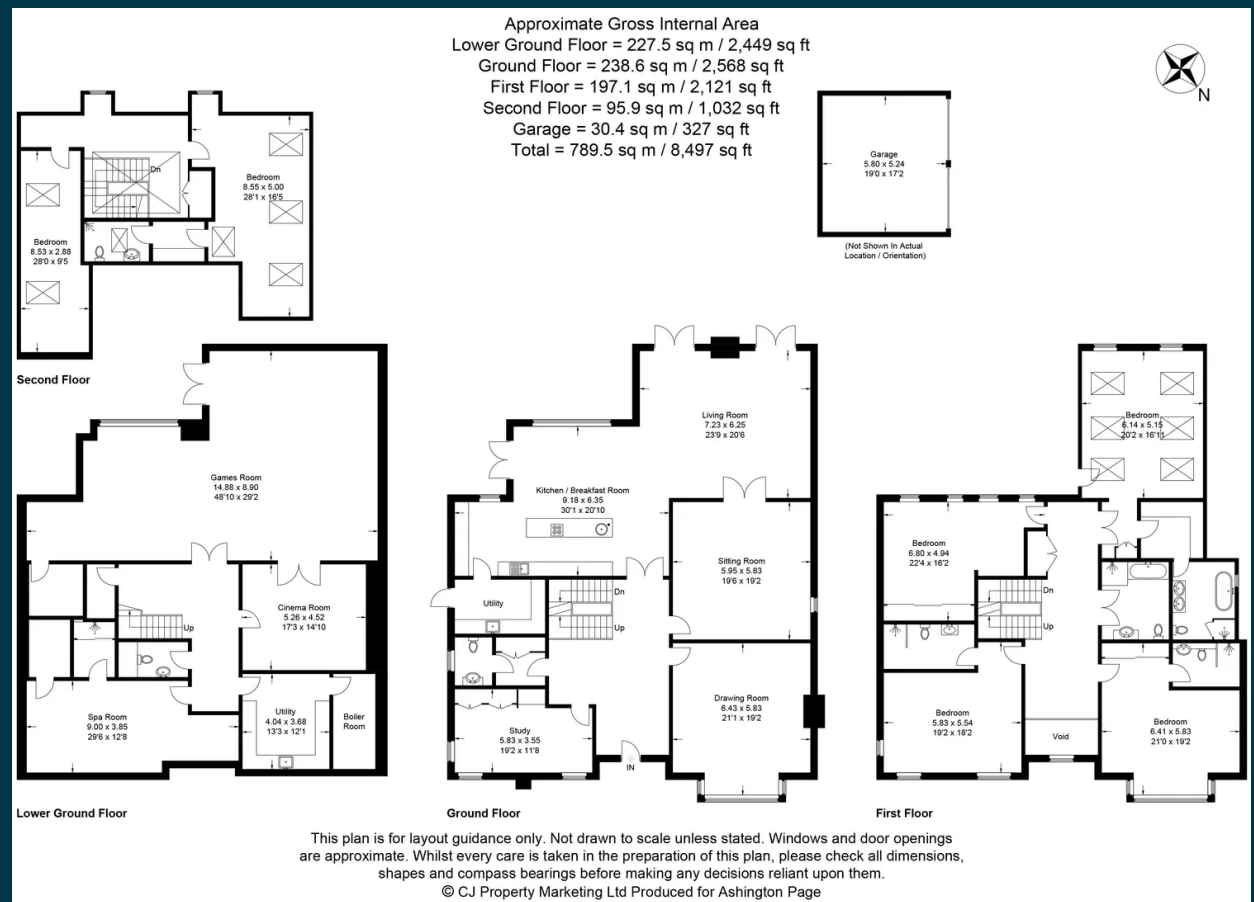 Approximate Gross Internal Area
Lower Ground Floor = 227.5 sq m / 2,449 sq ft
Ground Floor = 238.6 sq m / 2,568 sq ft
First Floor = 197.1 sq m / 2,121 sq ft
Second Floor = 95.9 sq m / 1,032 sq ft
Garage = 30.4 sq m / 327 sq ft
Total = 789.5 sq m / 8,497 sq ft
N
Garage
5.80 x 5.24
19'0 x 17'2
(Not Shown In Actual
Location / Orientation)
Dn
Bedroom
8.55 x 5.00
28'1 x 16'5
Bedroom
8.53 x 2.88
28'0 x 9'5
Second Floor
Games Room
14.88 x 8.90
48'10 x 29'2
Cinema Room
5.26 x 4.52
17'3 x 14'10
Up
Spa Room
9.00 x 3.85
29'6 x 12'8
Utility
4.04 x 3.68
13'3 x 12'1
Boiler
Room
Lower Ground Floor
Living Room
7.23 x 6.25
23'9 x 20'6
Kitchen / Breakfast Room
9.18 x 6.35
30'1 x 20'10
Sitting Room
5.95 x 5.83
19'6 x 19'2
Utility
Dn
Up
Drawing Room
6.43 x 5.83
21'1 x 19'2
Study
5.83 x 3.55
19'2 x 11'8
IN
Ground Floor
Bedroom
6.14 x 5.15
20'2 x 16'11
Bedroom
6.80 x 4.94
22'4 x 16'2
Dn
Up
Bedroom
5.83 x 5.54
19'2 x 18'2
Void
Bedroom
6.41 x 5.83
21'0 x 19'2
First Floor
This plan is for layout guidance only. Not drawn to scale unless stated. Windows and door openings
are approximate. Whilst every care is taken in the preparation of this plan, please check all dimensions,
shapes and compass bearings before making any decisions reliant upon them.
© CJ Property Marketing Ltd Produced for Ashington Page